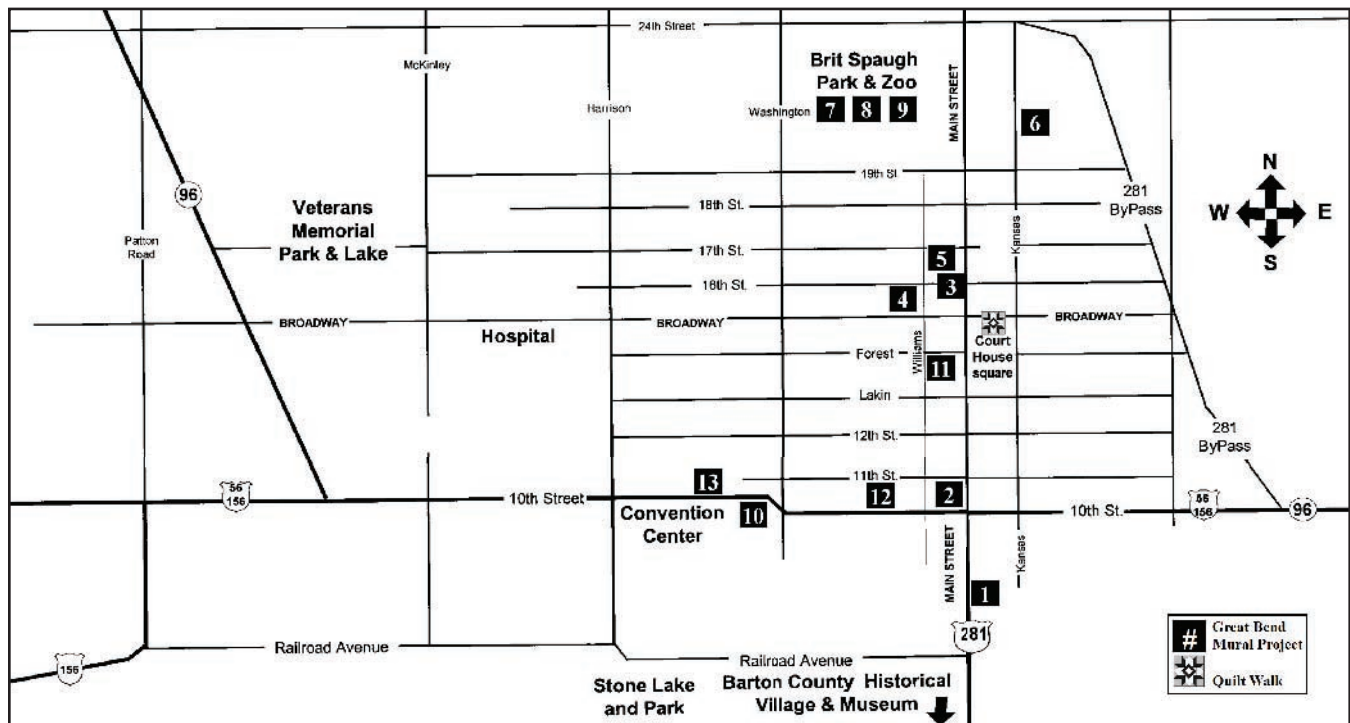 24th Street
McKinley
Brit Spaugh
Park & Zoo
Harrison
Washington
7 8 9
MAIN STREET
6
19th St
96
281
ByPass
N
W E
S
Veterans
Memorial
Park & Lake
18th St.
Patton
Road
17th St.
5
Kansas
16th St.
4
3
BROADWAY
BROADWAY
BROADWAY
Hospital
Court
House
square
Forest
Williams
11
Lakin
12th St.
281
ByPass
11th St.
56
156
10th Street
13
12
2
56
156
96
10th St.
Convention
Center
10
MAIN STREET
Kansas
1
281
Railroad Avenue
Railroad Avenue
156
Stone Lake
and Park
Barton County Historical
Village & Museum
# Great Bend
Mural Project
Quilt Walk